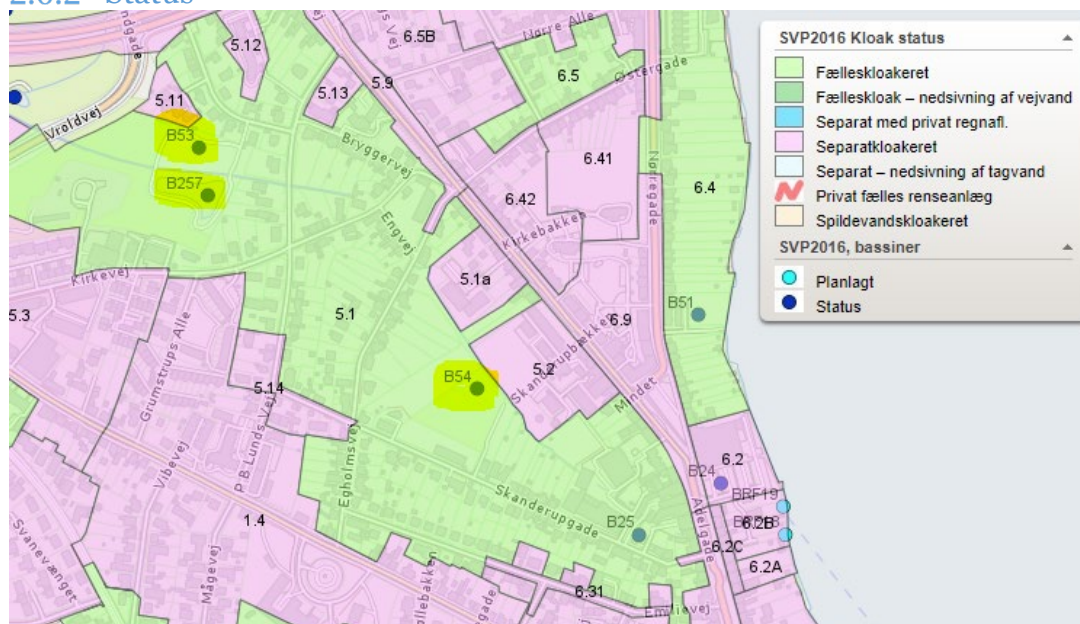 2.6.2 Status
5.12
6.5B
Nørre Alle
5.9
6.5
Østergade
5.13
5.11
Vroldvej
B53
Bryggervej
6.41
Nørregade
6.4
B257
6.42
Engvej
Kirkebakken
Kirkevej
5.1a
5.3
5.1
B51
6.9
Grumstrups Alle
Skanderupbækken
5.2
B54
5.14
Mindet
P B Lunds Vej
Vibevej
Egholmsvej
6.2
B24
Skanderupgade
BRF19
1.4
B25
Adelgade
6.2B
Svanevænget
6.2C
Mågevej
6.2A
6.31
Emilievej
SVP2016 Kloak status
Fælleskloakeret
Fælleskloak – nedsivning af vejvand
Separat med privat regnafl.
Separatkloakeret
Separat – nedsivning af tagvand
Privat fælles renseanlæg
Spildevandskloakeret
SVP2016, bassiner
Planlagt
Status